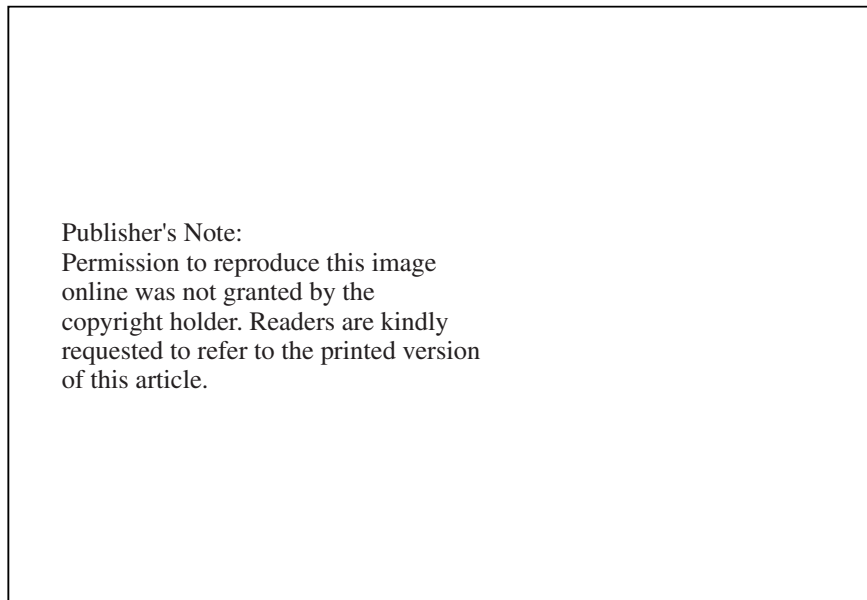 Publisher's Note:
Permission to reproduce this image
online was not granted by the
copyright holder. Readers are kindly
requested to refer to the printed version
of this article.